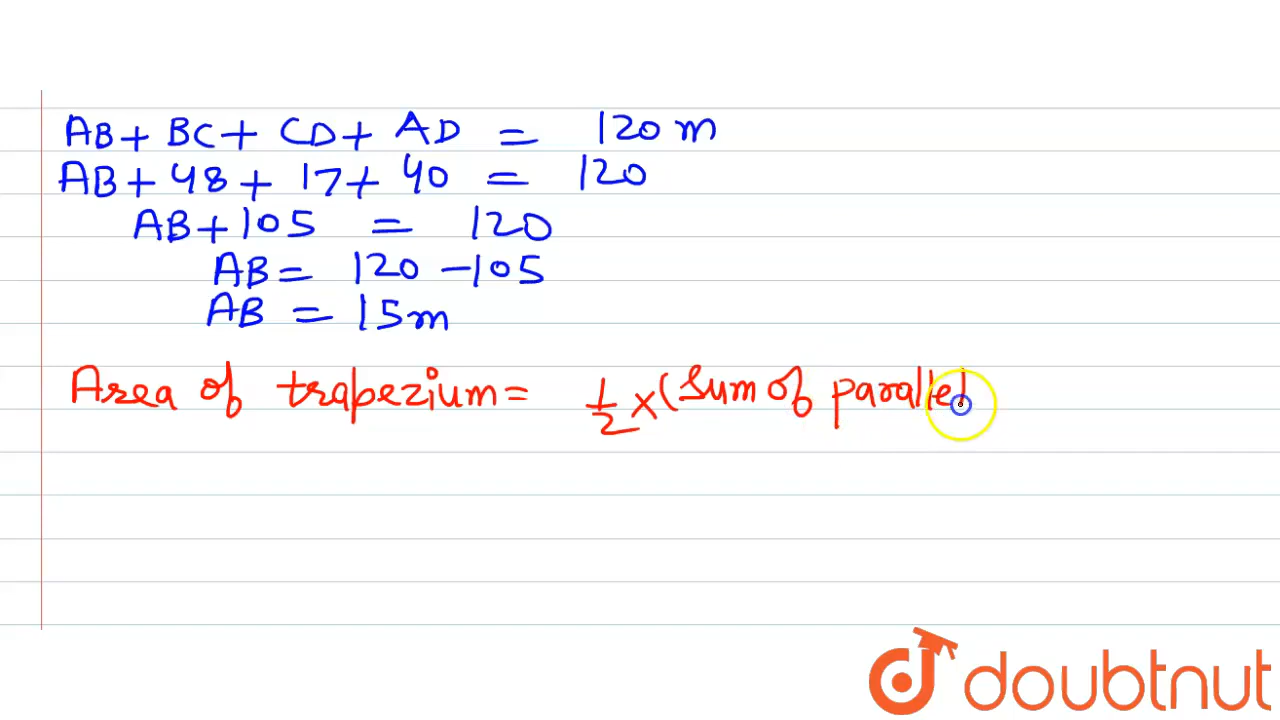 AB + BC + CD + AD = 120 m
AB + 48 + 17 + 40 = 120
AB + 105 = 120
AB = 120 - 105
AB = 15m
Area of trapezium = 1/2 × (Sum of parallel
doubtnut